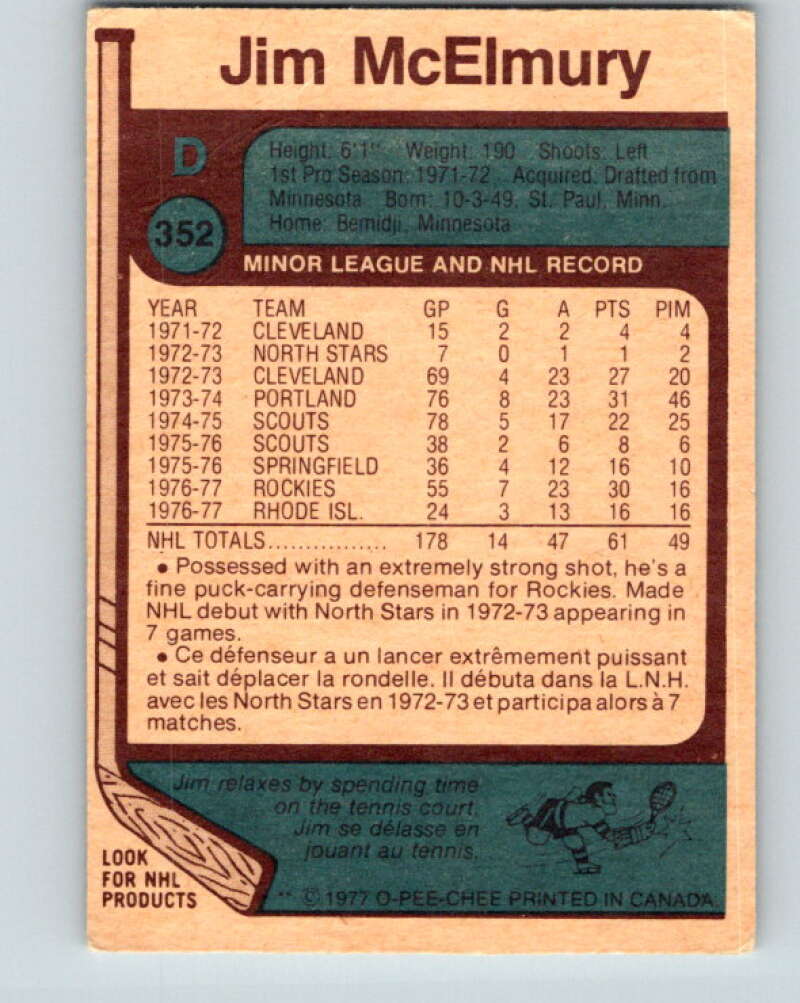 Jim McElmury
D
352
Height: 6'1" Weight: 190 Shoots: Left
1st Pro Season: 1971-72 Acquired: Drafted from
Minnesota Born: 10-3-49, St. Paul, Minn.
Home: Bemidji, Minnesota
MINOR LEAGUE AND NHL RECORD
YEAR TEAM GP G A PTS PIM
1971-72 CLEVELAND 15 2 2 4 4
1972-73 NORTH STARS 7 0 1 1 2
1972-73 CLEVELAND 69 4 23 27 20
1973-74 PORTLAND 76 8 23 31 46
1974-75 SCOUTS 78 5 17 22 25
1975-76 SCOUTS 38 2 6 8 6
1975-76 SPRINGFIELD 36 4 12 16 10
1976-77 ROCKIES 55 7 23 30 16
1976-77 RHODE ISL. 24 3 13 16 16
NHL TOTALS................ 178 14 47 61 49
• Possessed with an extremely strong shot, he's a
fine puck-carrying defenseman for Rockies. Made
NHL debut with North Stars in 1972-73 appearing in
7 games.
• Ce défenseur a un lancer extrêmement puissant
et sait déplacer la rondelle. Il débuta dans la L.N.H.
avec les North Stars en 1972-73 et participa alors à 7
matches.
Jim relaxes by spending time
on the tennis court.
Jim se délasse en
jouant au tennis.
LOOK
FOR NHL
PRODUCTS
** © 1977 O-PEE-CHEE PRINTED IN CANADA